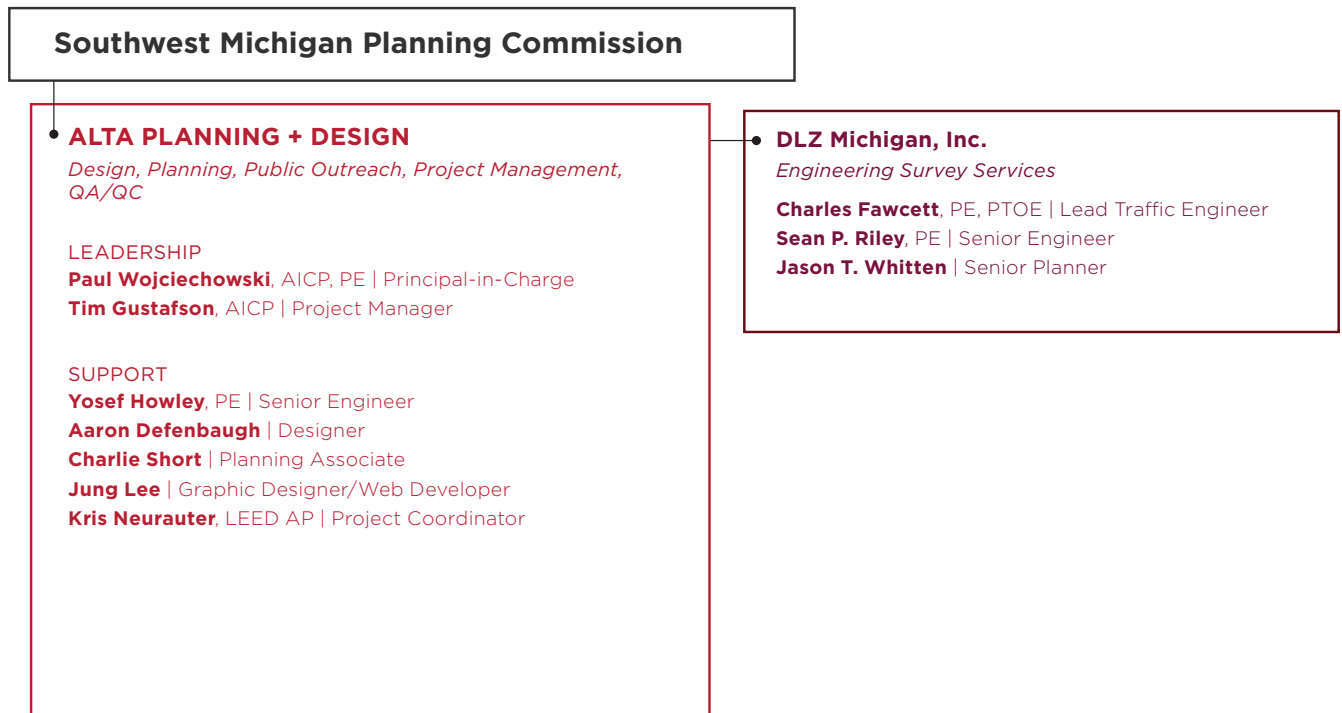 Southwest Michigan Planning Commission
ALTA PLANNING + DESIGN
Design, Planning, Public Outreach, Project Management,
QA/QC
LEADERSHIP
Paul Wojciechowski, AICP, PE | Principal-in-Charge
Tim Gustafson, AICP | Project Manager
SUPPORT
Yosef Howley, PE | Senior Engineer
Aaron Defenbaugh | Designer
Charlie Short | Planning Associate
Jung Lee | Graphic Designer/Web Developer
Kris Neurauter, LEED AP | Project Coordinator
DLZ Michigan, Inc.
Engineering Survey Services
Charles Fawcett, PE, PTOE | Lead Traffic Engineer
Sean P. Riley, PE | Senior Engineer
Jason T. Whitten | Senior Planner